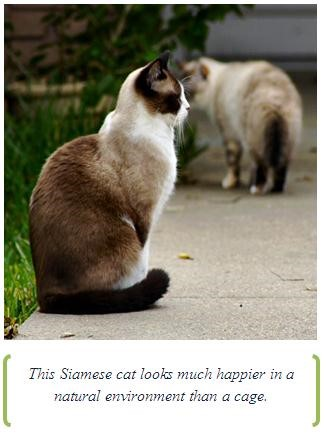 This Siamese cat looks much happier in a
natural environment than a cage.